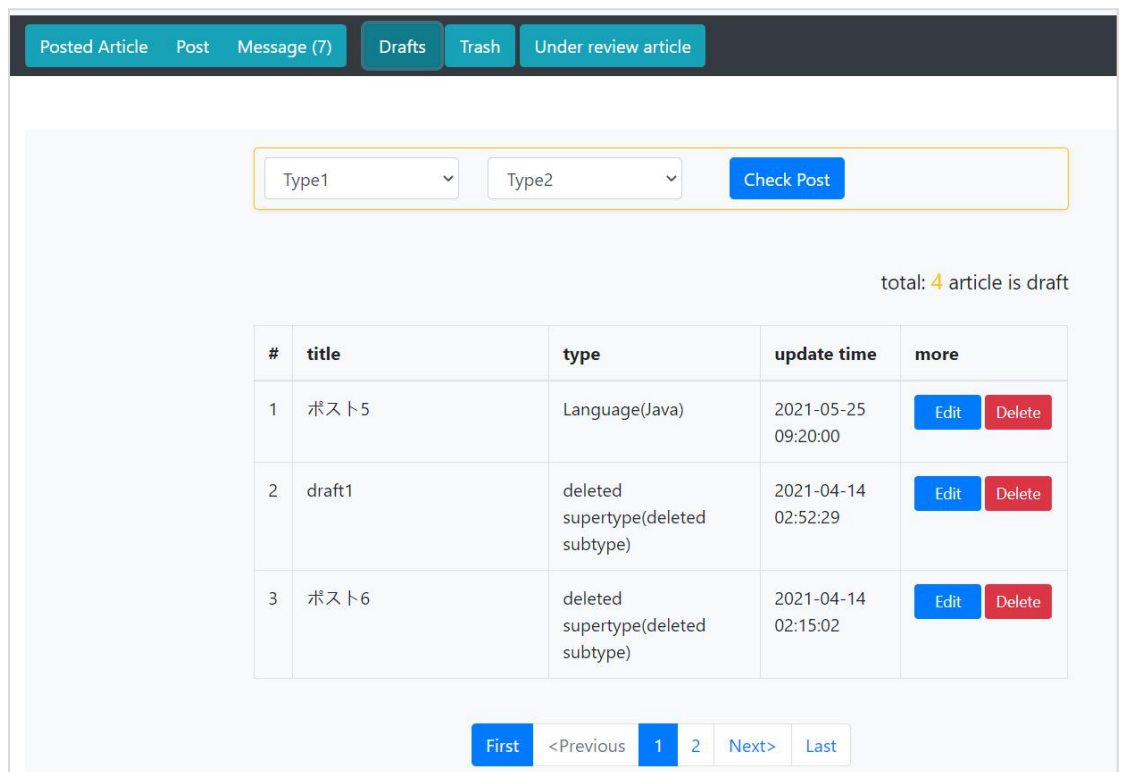 Posted Article Post Message (7) Drafts Trash Under review article
Type1 Type2 Check Post
total: 4 article is draft
# title type update time more
1 ポスト5 Language(Java) 2021-05-25 Edit Delete
09:20:00
2 draft1 deleted 2021-04-14 Edit Delete
supertype(deleted 02:52:29
subtype)
3 ポスト6 deleted 2021-04-14 Edit Delete
supertype(deleted 02:15:02
subtype)
First <Previous 1 2 Next> Last